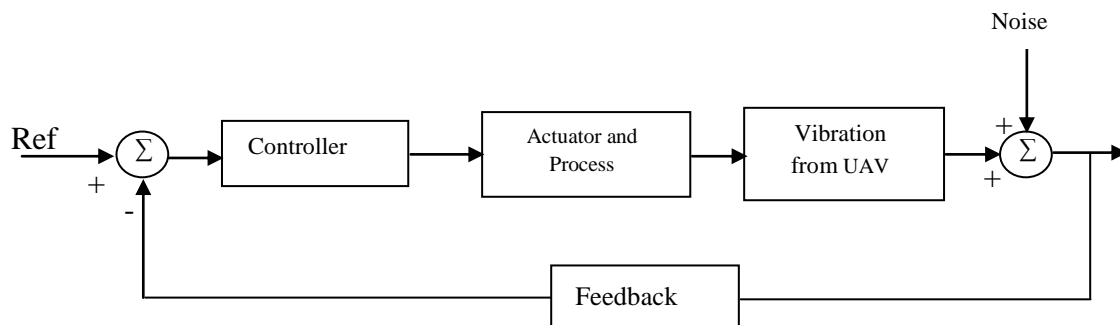 Noise
Ref
Σ
Controller
Actuator and
Process
Vibration
from UAV
+
Σ
+
+
-
Feedback